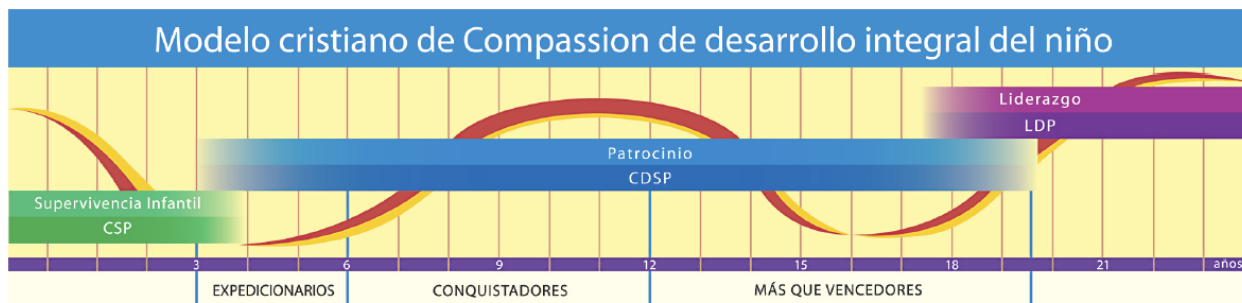 Modelo cristiano de Compassion de desarrollo integral del niño
Liderazgo
LDP
Patrocinio
CDSP
Supervivencia Infantil
CSP
3 6 9 12 15 18 21 años
EXPEDICIONARIOS CONQUISTADORES MÁS QUE VENCEDORES